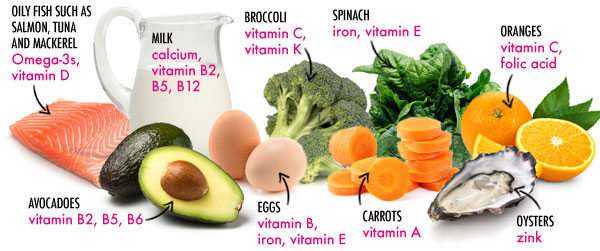 OILY FISH SUCH AS
SALMON, TUNA
AND MACKEREL
Omega-3s,
vitamin D
MILK
calcium,
vitamin B2,
B5, B12
BROCCOLI
vitamin C,
vitamin K
SPINACH
iron, vitamin E
ORANGES
vitamin C,
folic acid
AVOCADOES
vitamin B2, B5, B6
EGGS
vitamin B,
iron, vitamin E
CARROTS
vitamin A
OYSTERS
zink